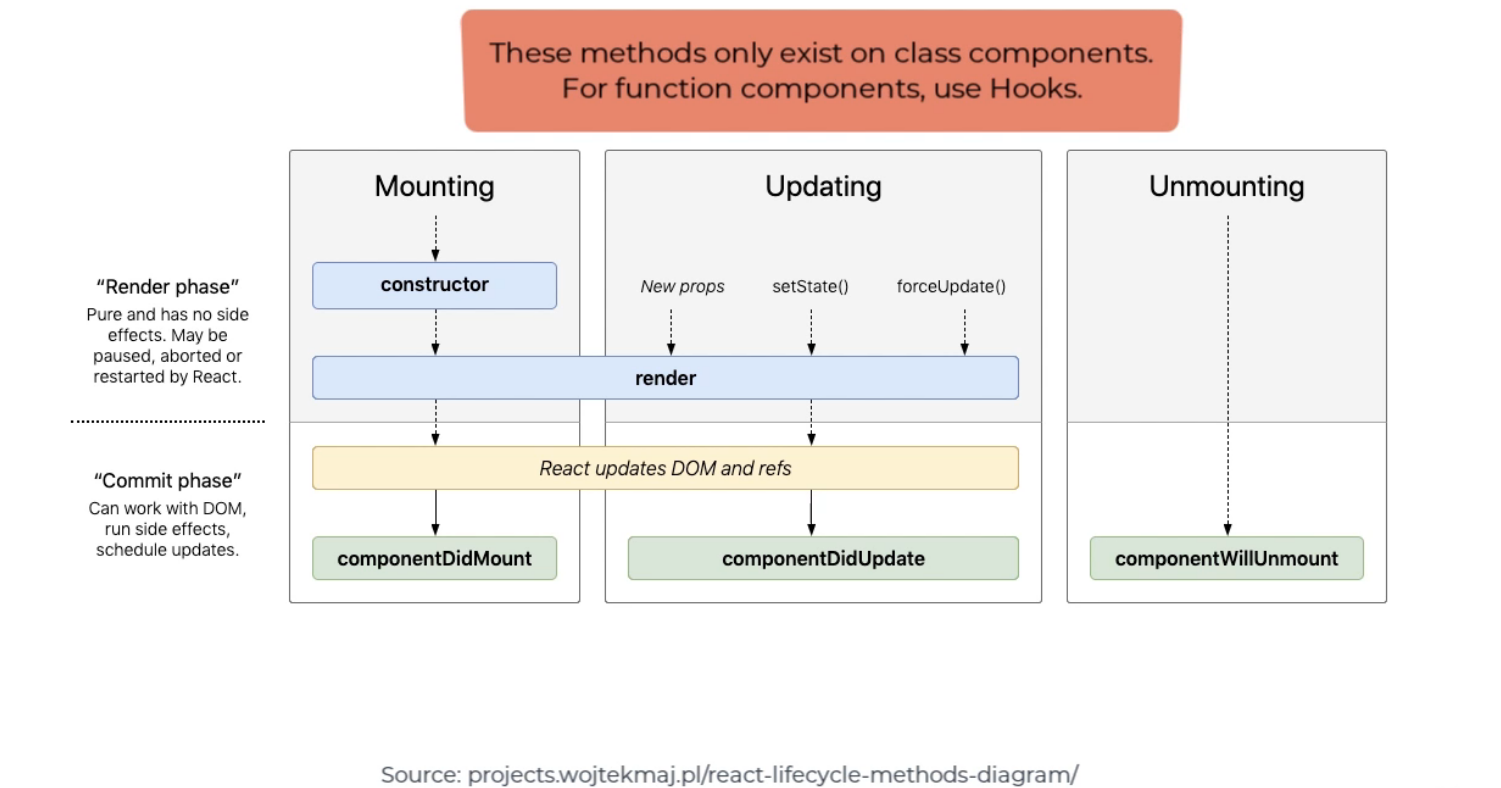 These methods only exist on class components.
For function components, use Hooks.
Mounting
Updating
Unmounting
“Render phase”
Pure and has no side
effects. May be
paused, aborted or
restarted by React.
constructor
New props
setState()
forceUpdate()
render
“Commit phase”
Can work with DOM,
run side effects,
schedule updates.
React updates DOM and refs
componentDidMount
componentDidUpdate
componentWillUnmount
Source: projects.wojtekmaj.pl/react-lifecycle-methods-diagram/